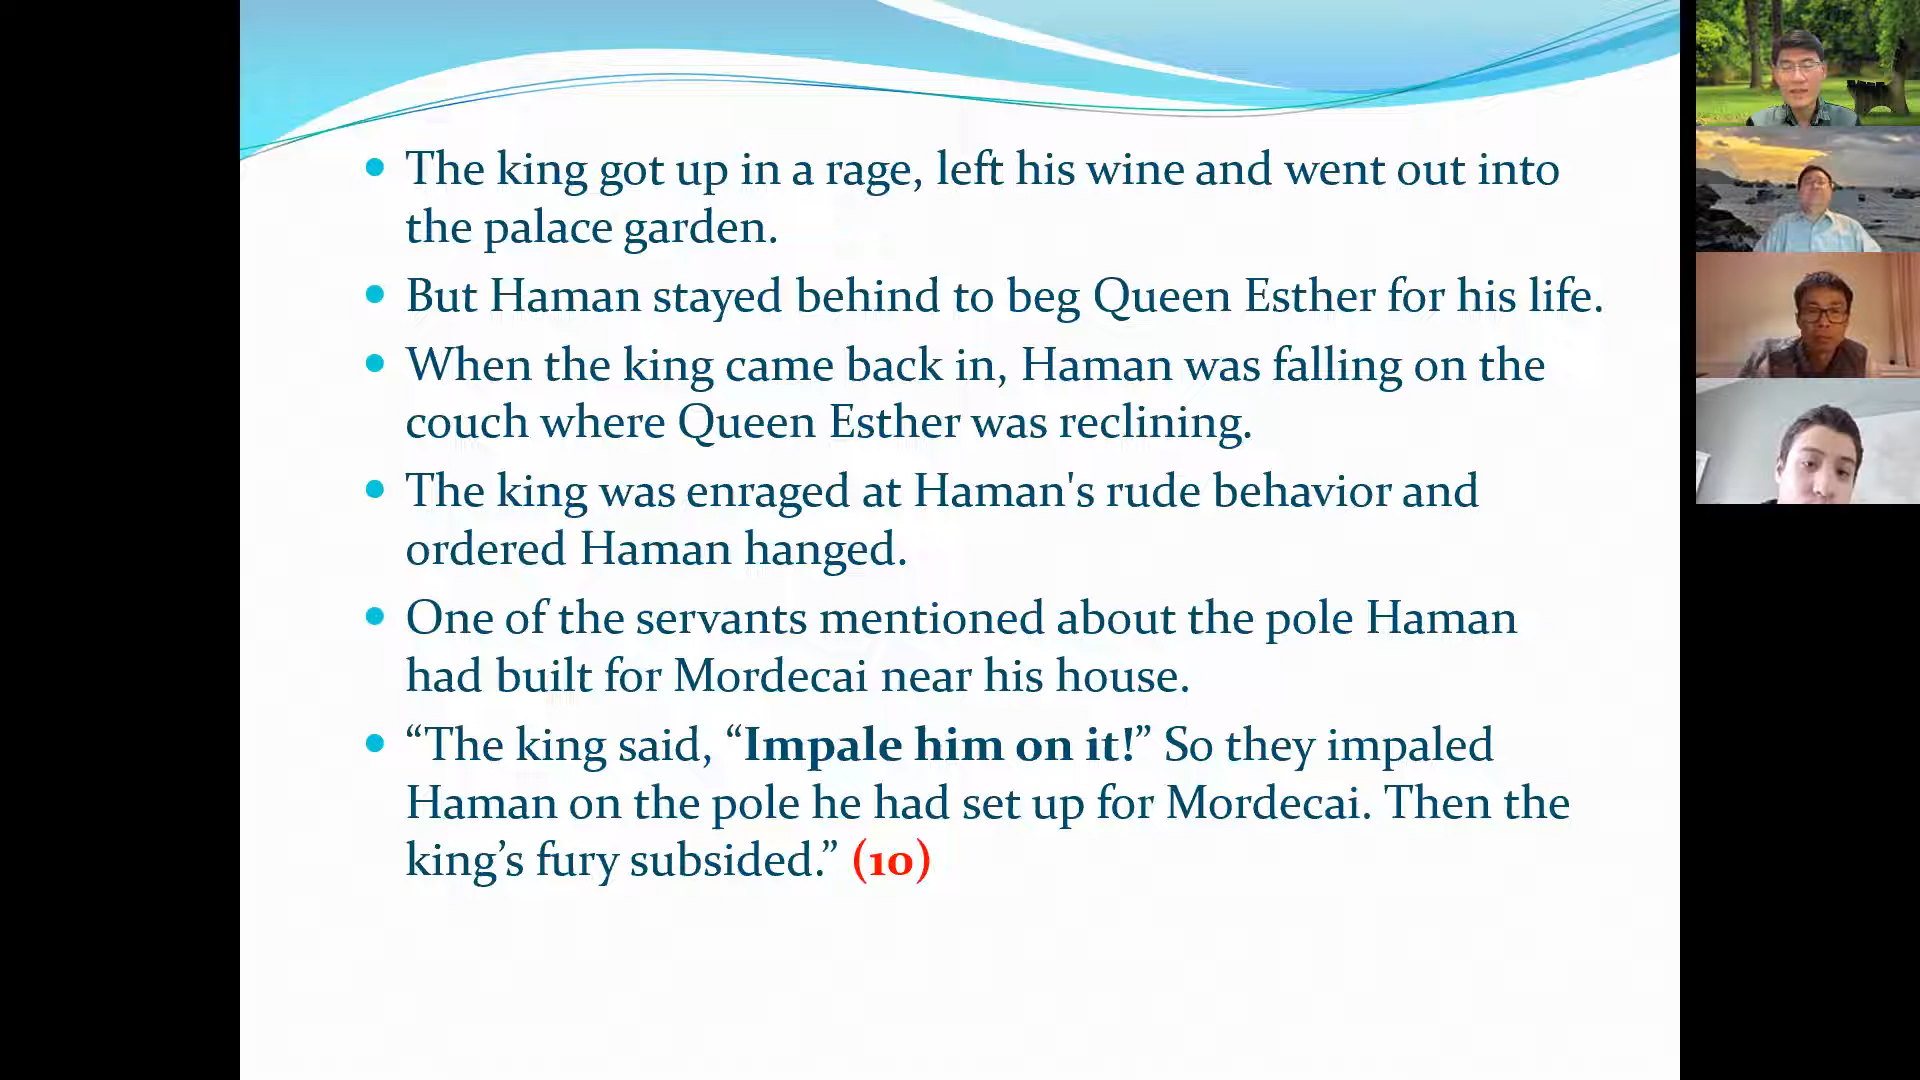 The king got up in a rage, left his wine and went out into
the palace garden.
But Haman stayed behind to beg Queen Esther for his life.
When the king came back in, Haman was falling on the
couch where Queen Esther was reclining.
The king was enraged at Haman's rude behavior and
ordered Haman hanged.
One of the servants mentioned about the pole Haman
had built for Mordecai near his house.
“The king said, “Impale him on it!” So they impaled
Haman on the pole he had set up for Mordecai. Then the
king’s fury subsided.” (10)